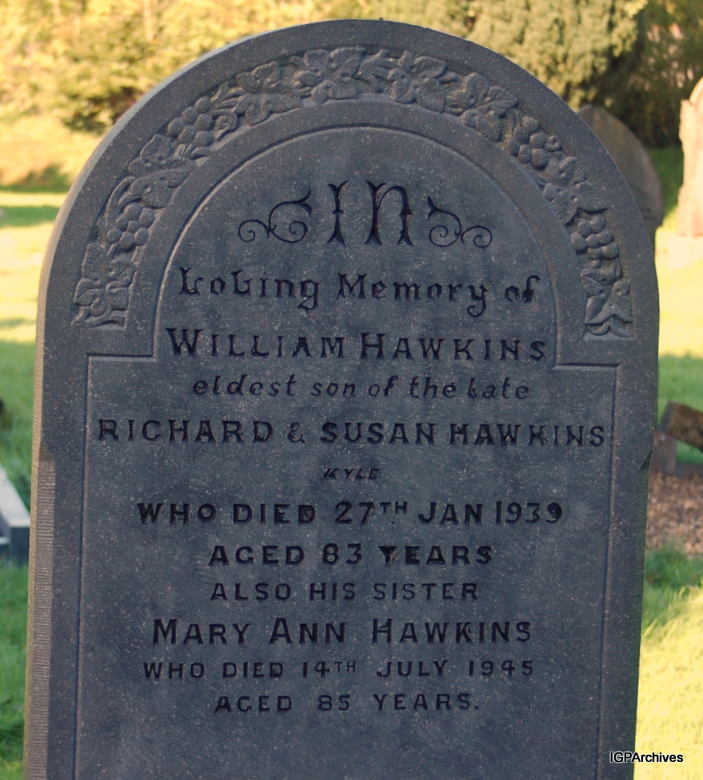 IN
Loving Memory of
WILLIAM HAWKINS
eldest son of the late
RICHARD & SUSAN HAWKINS
KYLE
WHO DIED 27TH JAN 1939
AGED 83 YEARS
ALSO HIS SISTER
MARY ANN HAWKINS
WHO DIED 14TH JULY 1945
AGED 85 YEARS.
IGPArchives